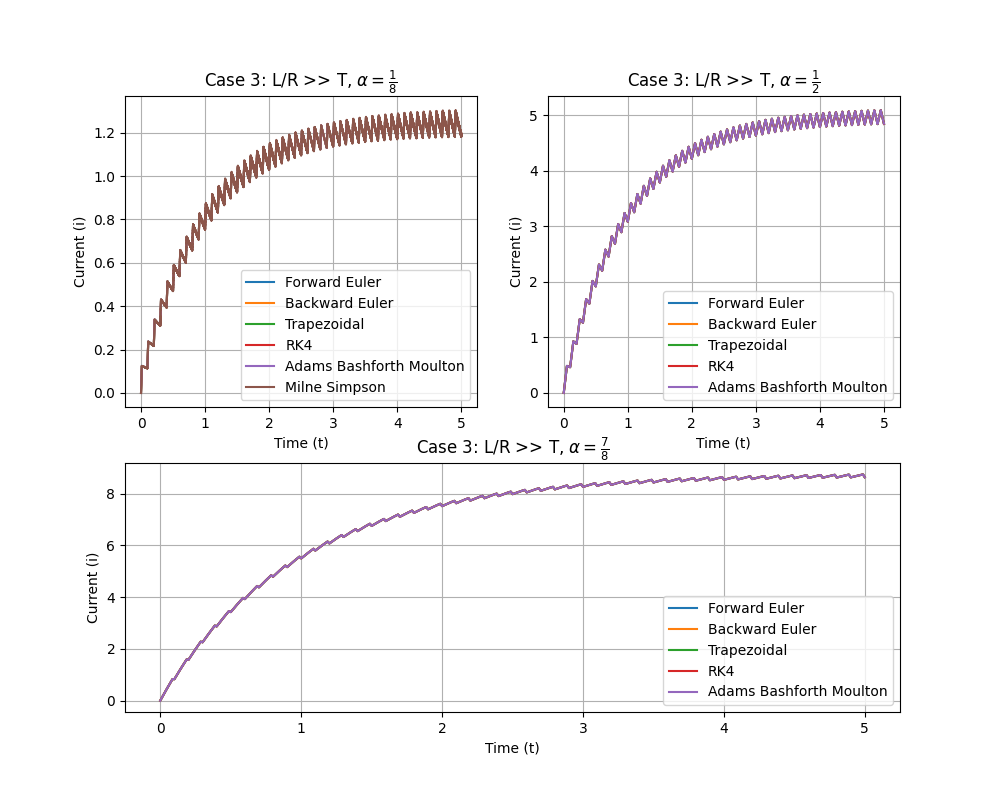 Case 3: L/R >> T, α = 1/8
Current (i)
1.2
1.0
0.8
0.6
0.4
0.2
0.0
Forward Euler
Backward Euler
Trapezoidal
RK4
Adams Bashforth Moulton
Milne Simpson
0 1 2 3 4 5
Time (t)
Case 3: L/R >> T, α = 1/2
Current (i)
5
4
3
2
1
0
Forward Euler
Backward Euler
Trapezoidal
RK4
Adams Bashforth Moulton
0 1 2 3 4 5
Time (t)
Case 3: L/R >> T, α = 7/8
Current (i)
8
6
4
2
0
Forward Euler
Backward Euler
Trapezoidal
RK4
Adams Bashforth Moulton
0 1 2 3 4 5
Time (t)